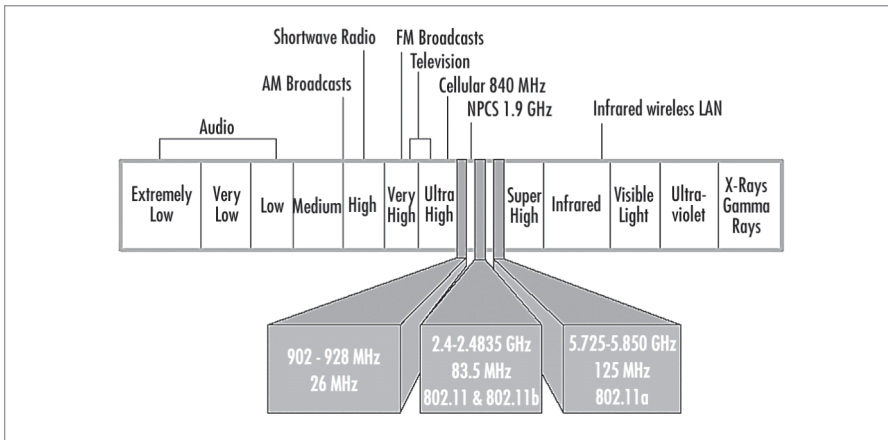 Shortwave Radio
FM Broadcasts
Television
AM Broadcasts
Cellular 840 MHz
NPCS 1.9 GHz
Infrared wireless LAN
Audio
Extremely
Low
Very
Low
Low
Medium
High
Very
High
Ultra
High
Super
High
Infrared
Visible
Light
Ultra-
violet
X-Rays
Gamma
Rays
902 - 928 MHz
26 MHz
2.4-2.4835 GHz
83.5 MHz
802.11 & 802.11b
5.725-5.850 GHz
125 MHz
802.11a